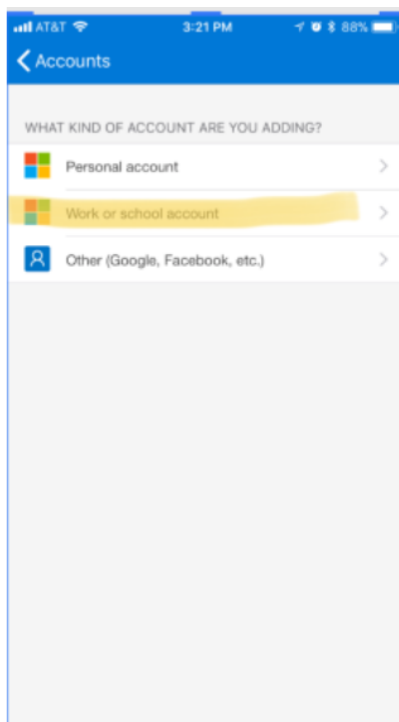 AT&T 3:21 PM 88%
Accounts
WHAT KIND OF ACCOUNT ARE YOU ADDING?
Personal account
Work or school account
Other (Google, Facebook, etc.)